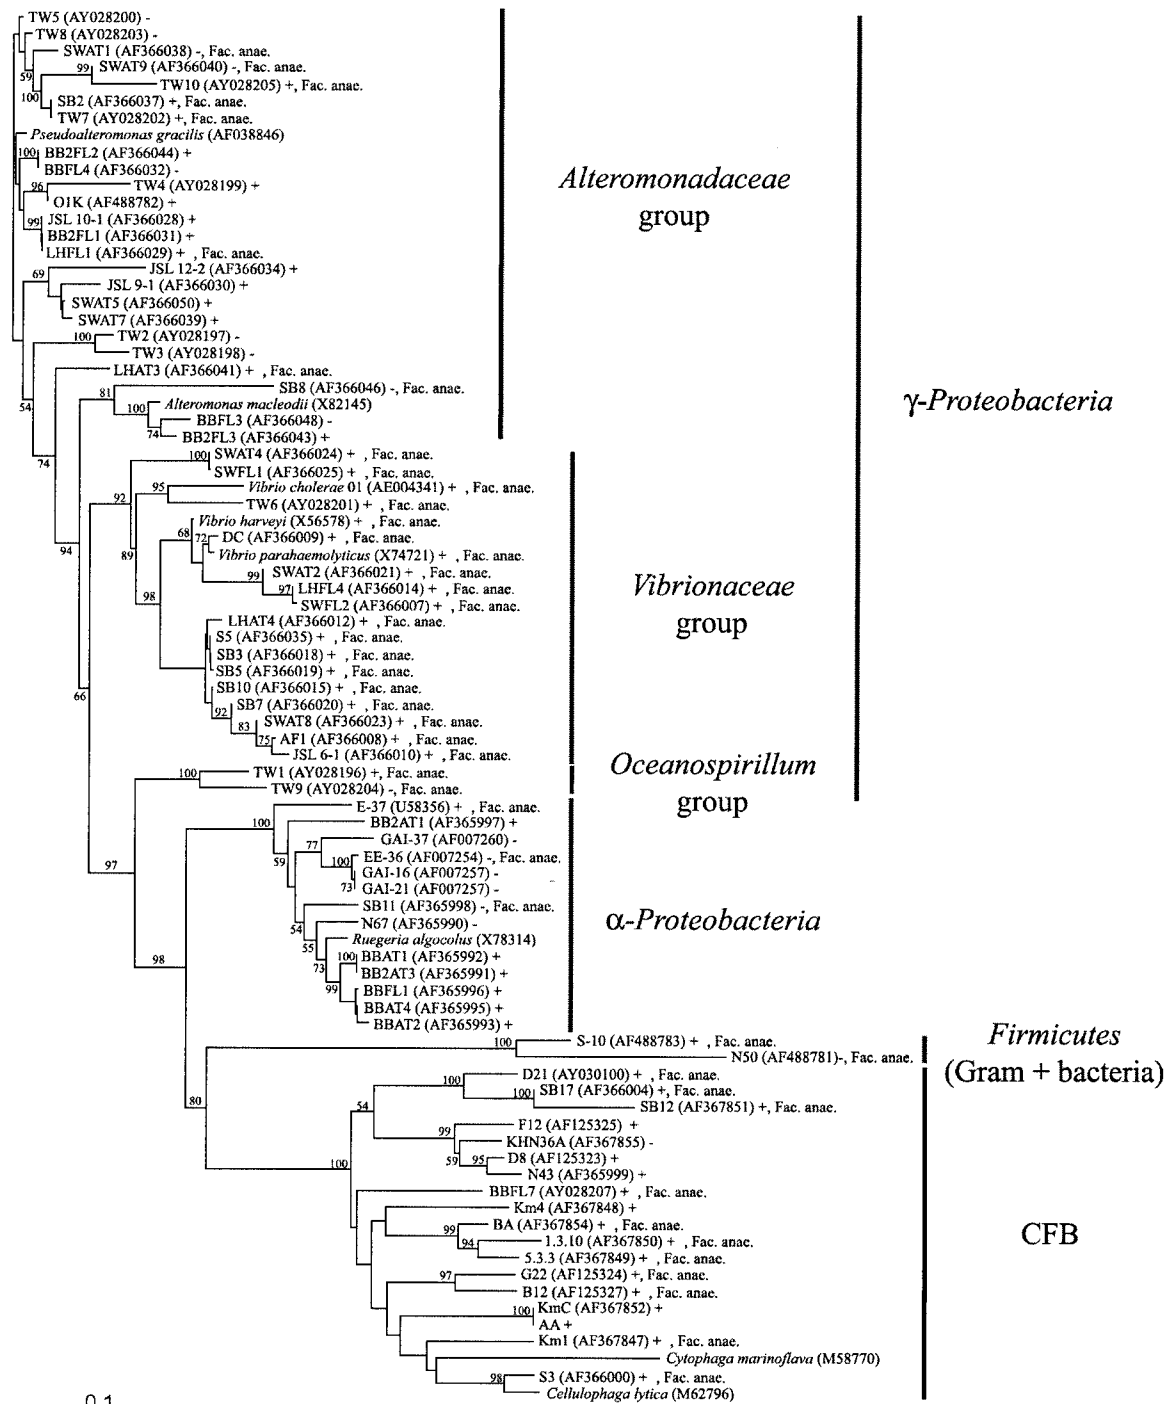 TW5 (AY028200) -
TW8 (AY028203) -
SWAT1 (AF366038) -, Fac. anae.
59
99 SWAT9 (AF366040) -, Fac. anae.
TW10 (AY028205) +, Fac. anae.
100
SB2 (AF366037) +, Fac. anae.
TW7 (AY028202) +, Fac. anae.
Pseudoalteromonas gracilis (AF038846)
100 BB2FL2 (AF366044) +
BBFL4 (AF366032) -
96 TW4 (AY028199) +
O1K (AF488782) +
99 JSL 10-1 (AF366028) +
BB2FL1 (AF366031) +
LHFL1 (AF366029) + , Fac. anae.
69 JSL 12-2 (AF366034) +
JSL 9-1 (AF366030) +
SWAT5 (AF366050) +
SWAT7 (AF366039) +
100 TW2 (AY028197) -
TW3 (AY028198) -
LHAT3 (AF366041) + , Fac. anae.
81 SB8 (AF366046) -, Fac. anae.
54 100 Alteromonas macleodii (X82145)
BBFL3 (AF366048) -
74 BB2FL3 (AF366043) +
Alteromonadaceae
group
γ-Proteobacteria
74
100 SWAT4 (AF366024) + , Fac. anae.
SWFL1 (AF366025) + , Fac. anae.
92 95 Vibrio cholerae 01 (AE004341) + , Fac. anae.
TW6 (AY028201) + , Fac. anae.
Vibrio harveyi (X56578) + , Fac. anae.
68 72 DC (AF366009) + , Fac. anae.
94 89 Vibrio parahaemolyticus (X74721) + , Fac. anae.
99 SWAT2 (AF366021) + , Fac. anae.
97 LHFL4 (AF366014) + , Fac. anae.
98 SWFL2 (AF366007) + , Fac. anae.
LHAT4 (AF366012) + , Fac. anae.
S5 (AF366035) + , Fac. anae.
SB3 (AF366018) + , Fac. anae.
SB5 (AF366019) + , Fac. anae.
66 SB10 (AF366015) + , Fac. anae.
92 SB7 (AF366020) + , Fac. anae.
83 SWAT8 (AF366023) + , Fac. anae.
75 AF1 (AF366008) + , Fac. anae.
JSL 6-1 (AF366010) + , Fac. anae.
Vibrionaceae
group
100 TW1 (AY028196) +, Fac. anae.
TW9 (AY028204) -, Fac. anae.
Oceanospirillum
group
E-37 (U58356) + , Fac. anae.
100 BB2AT1 (AF365997) +
77 GAI-37 (AF007260) -
97 59 100 EE-36 (AF007254) -, Fac. anae.
GAI-16 (AF007257) -
73 GAI-21 (AF007257) -
SB11 (AF365998) -, Fac. anae.
54 N67 (AF365990) -
55 Ruegeria algocolus (X78314)
98 73 100 BBAT1 (AF365992) +
BB2AT3 (AF365991) +
99 BBFL1 (AF365996) +
BBAT4 (AF365995) +
BBAT2 (AF365993) +
α-Proteobacteria
100 S-10 (AF488783) + , Fac. anae.
N50 (AF488781)-, Fac. anae.
Firmicutes
(Gram + bacteria)
100 D21 (AY030100) + , Fac. anae.
100 SB17 (AF366004) +, Fac. anae.
80 54 SB12 (AF367851) +, Fac. anae.
99 F12 (AF125325) +
KHN36A (AF367855) -
59 95 D8 (AF125323) +
100 N43 (AF365999) +
BBFL7 (AY028207) + , Fac. anae.
Km4 (AF367848) +
99 BA (AF367854) + , Fac. anae.
94 1.3.10 (AF367850) + , Fac. anae.
5.3.3 (AF367849) + , Fac. anae.
97 G22 (AF125324) +, Fac. anae.
B12 (AF125327) + , Fac. anae.
100 KmC (AF367852) +
AA +
Km1 (AF367847) + , Fac. anae.
Cytophaga marinoflava (M58770)
98 S3 (AF366000) + , Fac. anae.
Cellulophaga lytica (M62796)
CFB
0.1